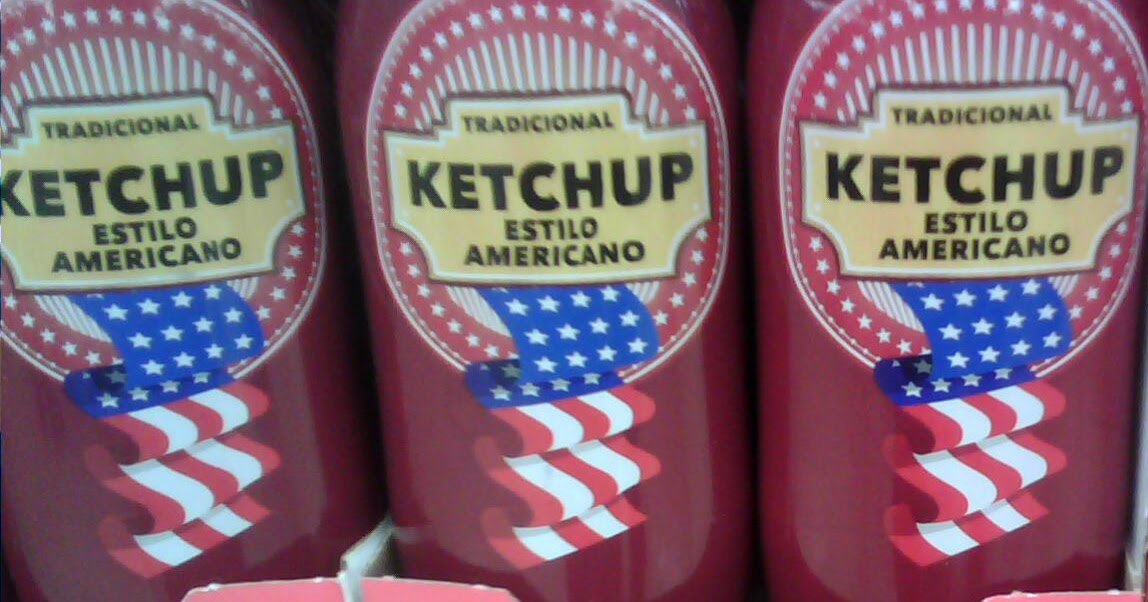 TRADICIONAL
KETCHUP
ESTILO
AMERICANO
TRADICIONAL
KETCHUP
ESTILO
AMERICANO
TRADICIONAL
KETCHUP
ESTILO
AMERICANO